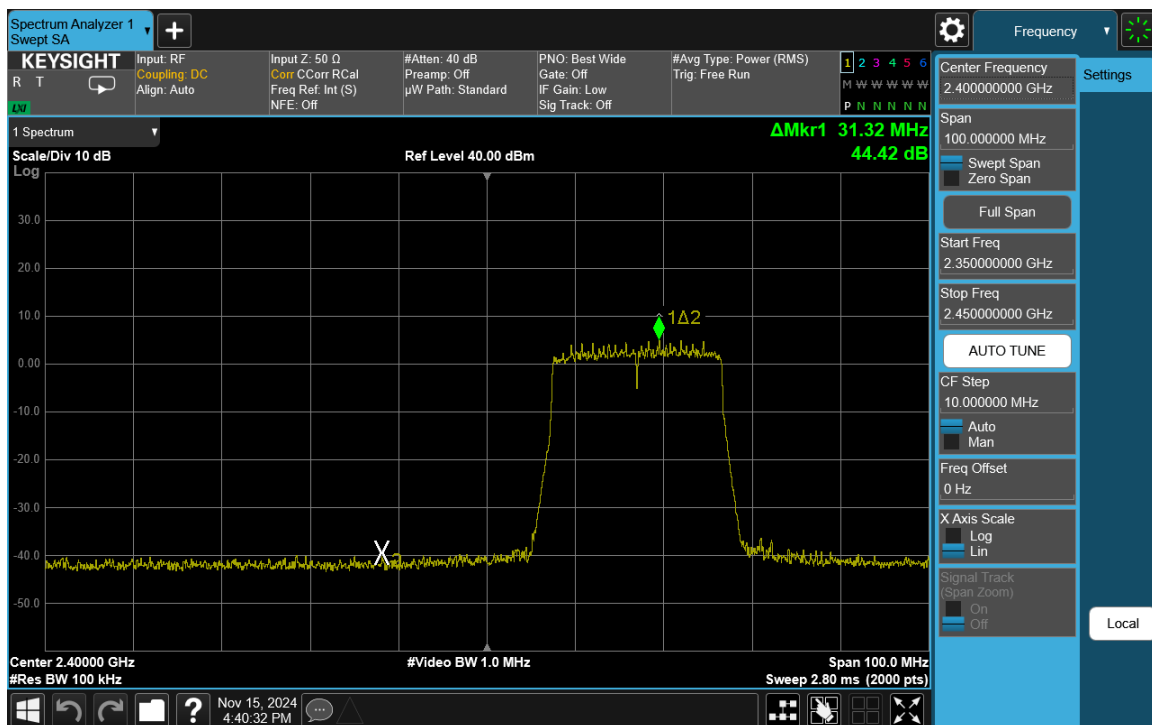 Spectrum Analyzer 1
Swept SA
+
Frequency
KEYSIGHT
R T
LXI
Input: RF
Coupling: DC
Align: Auto
Input Z: 50 Ω
Corr CCorr RCal
Freq Ref: Int (S)
NFE: Off
#Atten: 40 dB
Preamp: Off
µW Path: Standard
PNO: Best Wide
Gate: Off
IF Gain: Low
Sig Track: Off
#Avg Type: Power (RMS)
Trig: Free Run
1 2 3 4 5 6
M W W W W W
P N N N N N
1 Spectrum
Scale/Div 10 dB
Log
Ref Level 40.00 dBm
ΔMkr1 31.32 MHz
44.42 dB
30.0
20.0
10.0
0.00
-10.0
-20.0
-30.0
-40.0
-50.0
1Δ2
X2
Center 2.40000 GHz
#Res BW 100 kHz
#Video BW 1.0 MHz
Span 100.0 MHz
Sweep 2.80 ms (2000 pts)
Center Frequency
2.400000000 GHz
Settings
Span
100.000000 MHz
Swept Span
Zero Span
Full Span
Start Freq
2.350000000 GHz
Stop Freq
2.450000000 GHz
AUTO TUNE
CF Step
10.000000 MHz
Auto
Man
Freq Offset
0 Hz
X Axis Scale
Log
Lin
Signal Track
(Span Zoom)
On
Off
Local
?
Nov 15, 2024
4:40:32 PM